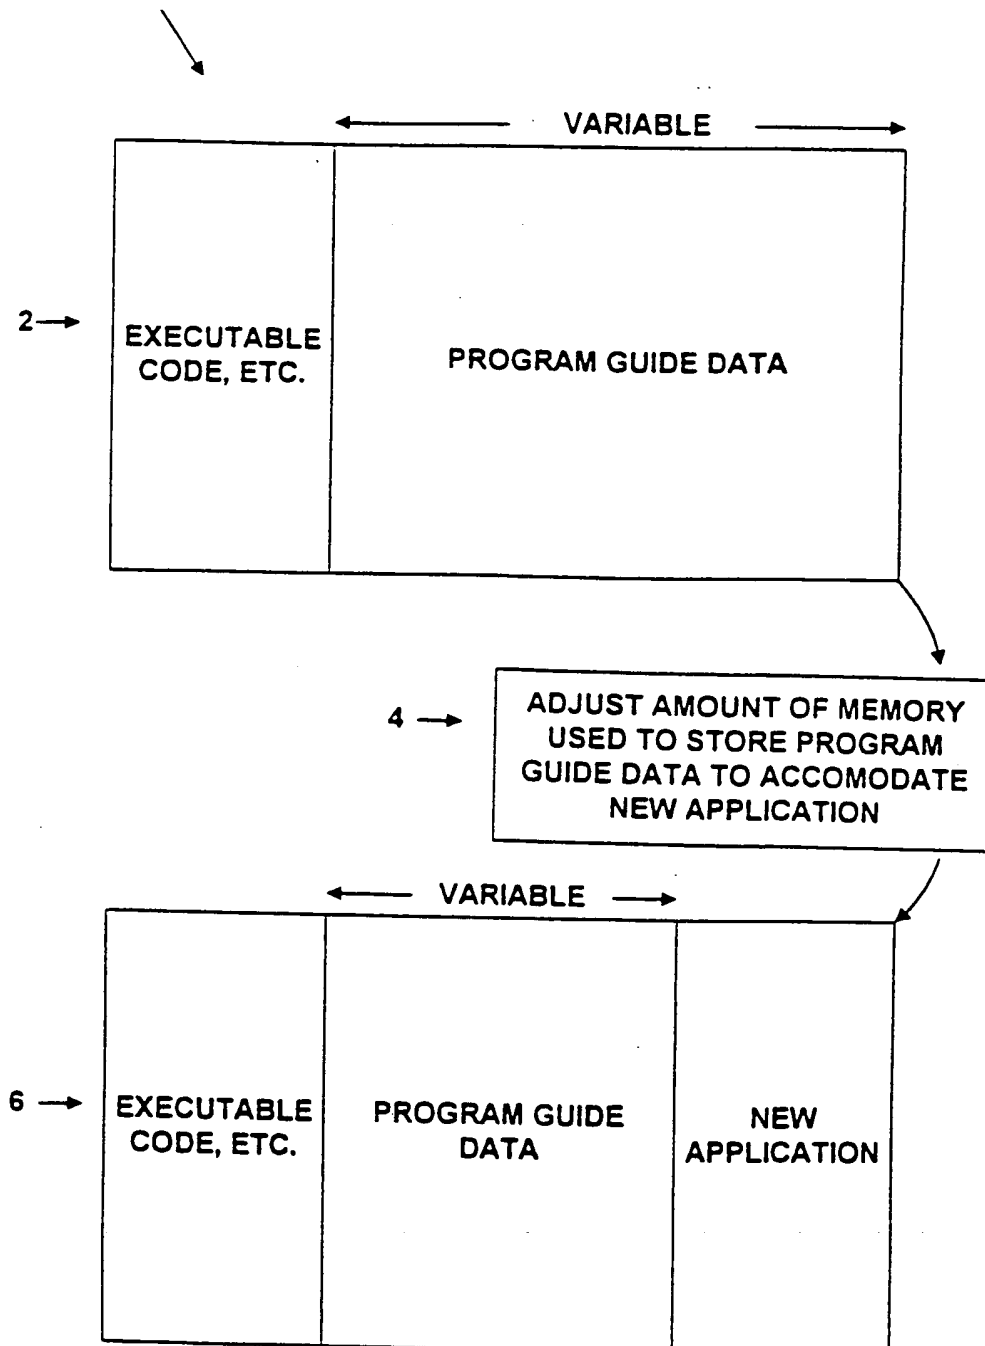 VARIABLE
2
EXECUTABLE
CODE, ETC.
PROGRAM GUIDE DATA
4
ADJUST AMOUNT OF MEMORY
USED TO STORE PROGRAM
GUIDE DATA TO ACCOMODATE
NEW APPLICATION
VARIABLE
6
EXECUTABLE
CODE, ETC.
PROGRAM GUIDE
DATA
NEW
APPLICATION